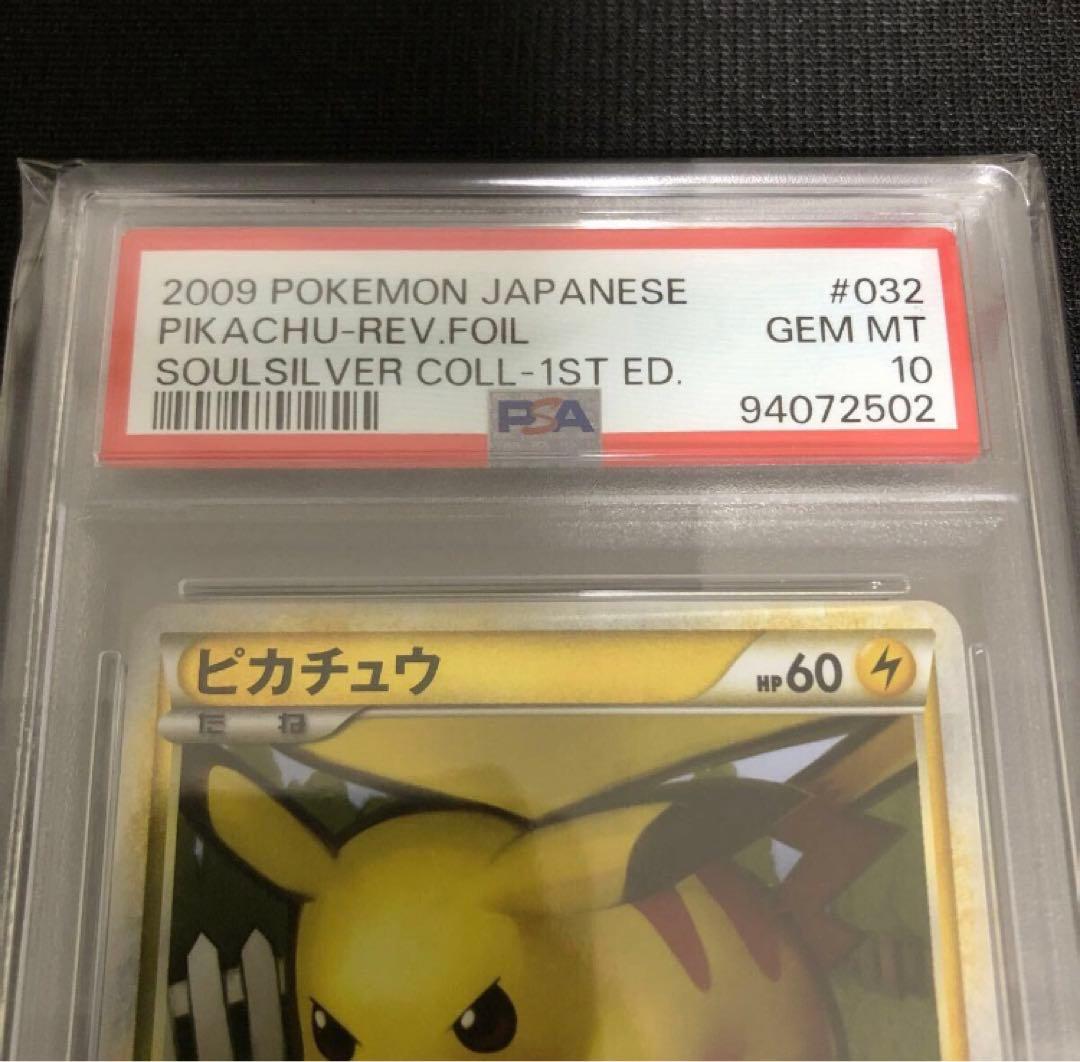 2009 POKEMON JAPANESE #032
PIKACHU-REV.FOIL GEM MT
SOULSILVER COLL-1ST ED. 10
PSA 94072502
ピカチュウ HP60
たね